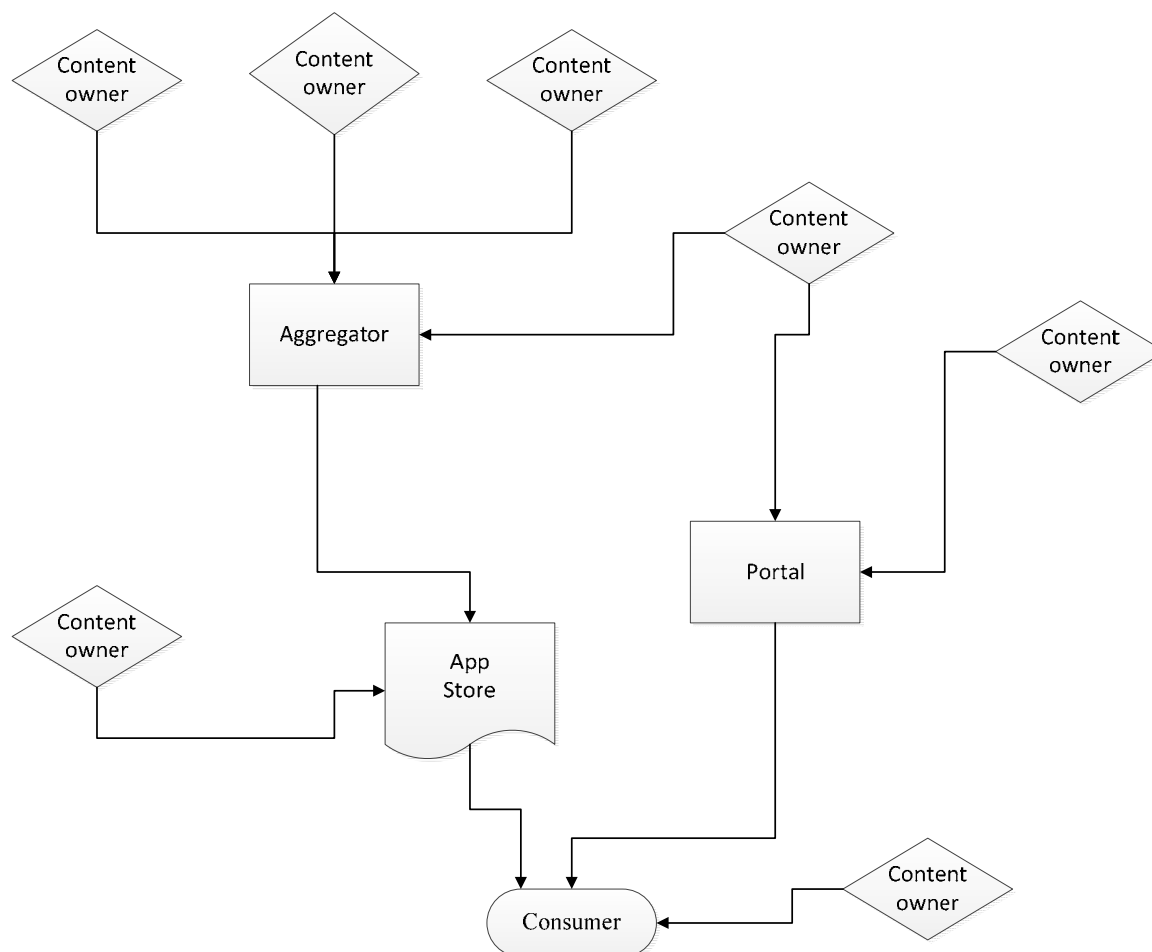 Content
owner
Content
owner
Content
owner
Content
owner
Aggregator
Content
owner
Portal
Content
owner
App
Store
Content
owner
Consumer